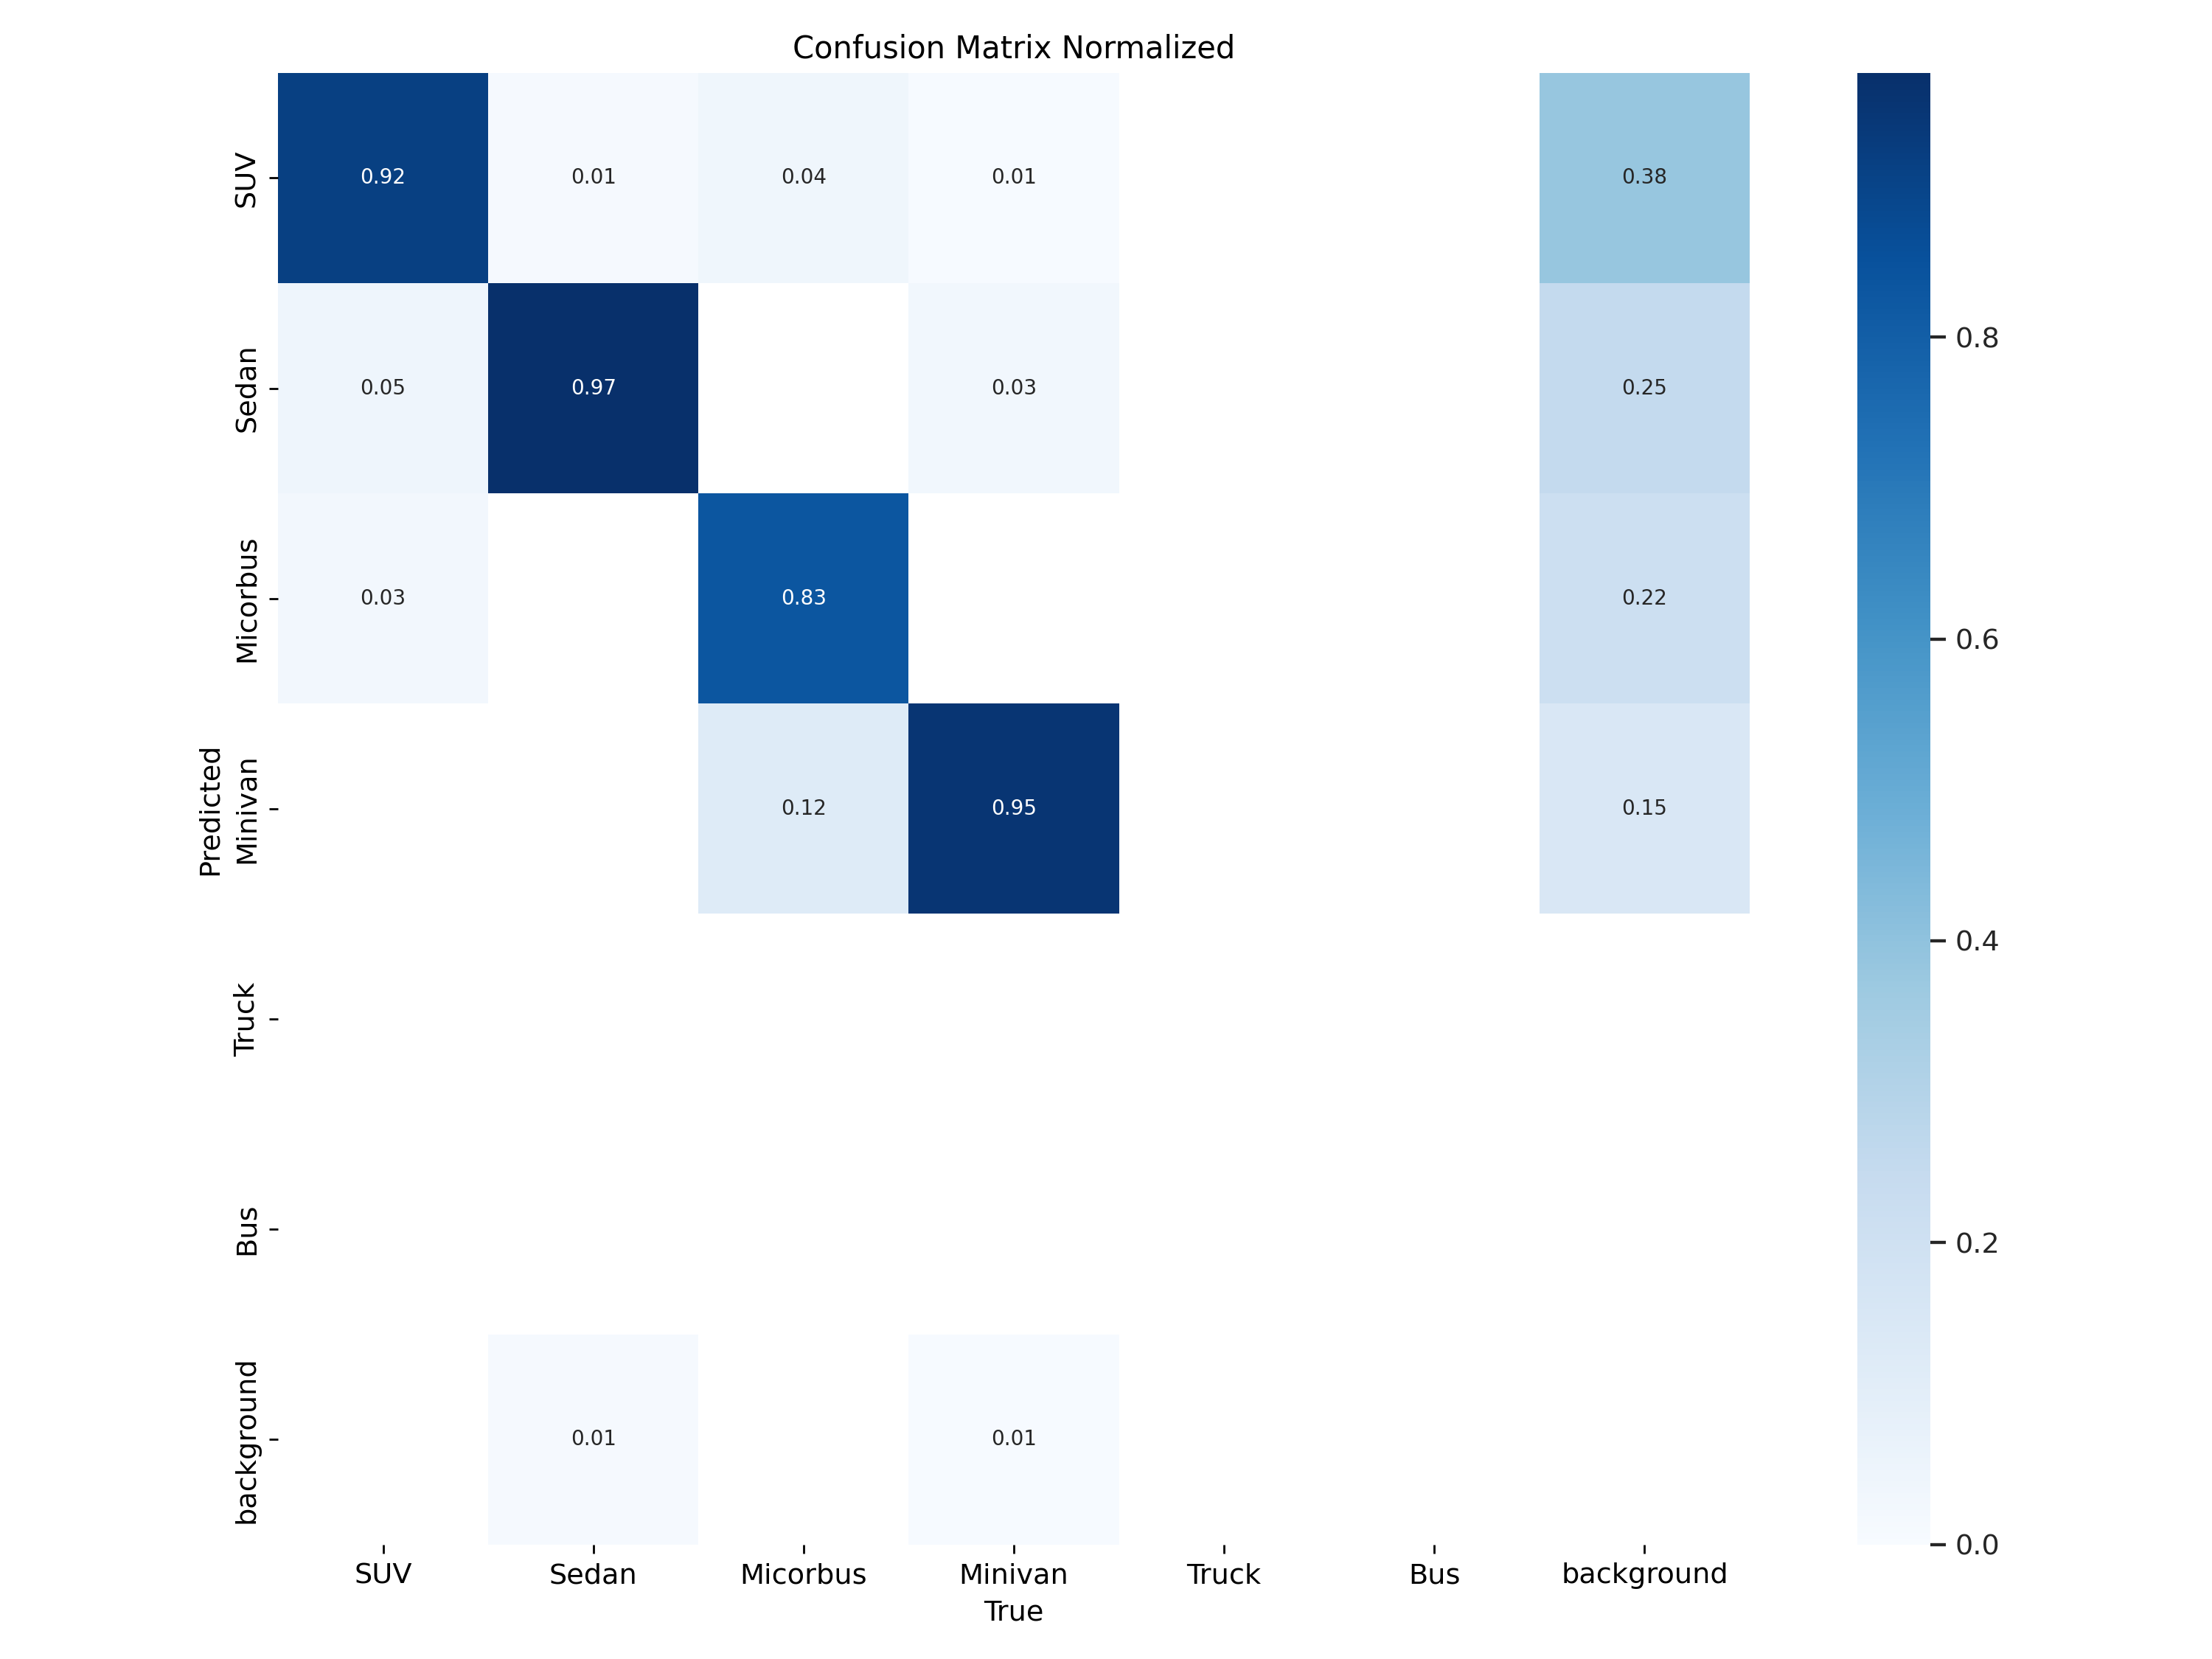 Confusion Matrix Normalized
SUV
0.92
0.01
0.04
0.01
0.38
Sedan
0.05
0.97
0.03
0.25
Micorbus
0.03
0.83
0.22
Predicted
Minivan
0.12
0.95
0.15
Truck
Bus
background
0.01
0.01
SUV
Sedan
Micorbus
Minivan
Truck
Bus
background
True
0.8
0.6
0.4
0.2
0.0